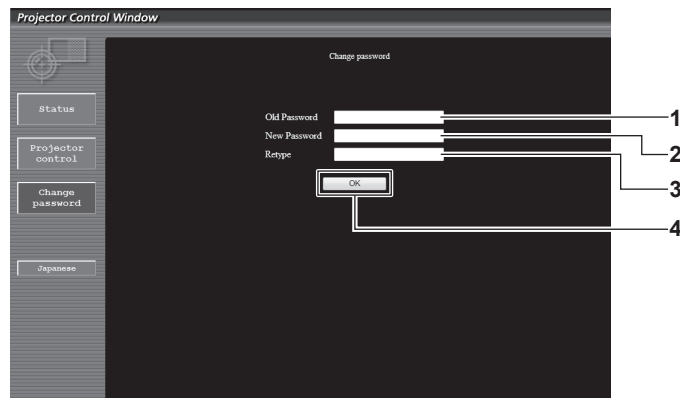 Projector Control Window
Change password
Status
Projector
control
Change
password
Japanese
Old Password
New Password
Retype
OK
1
2
3
4